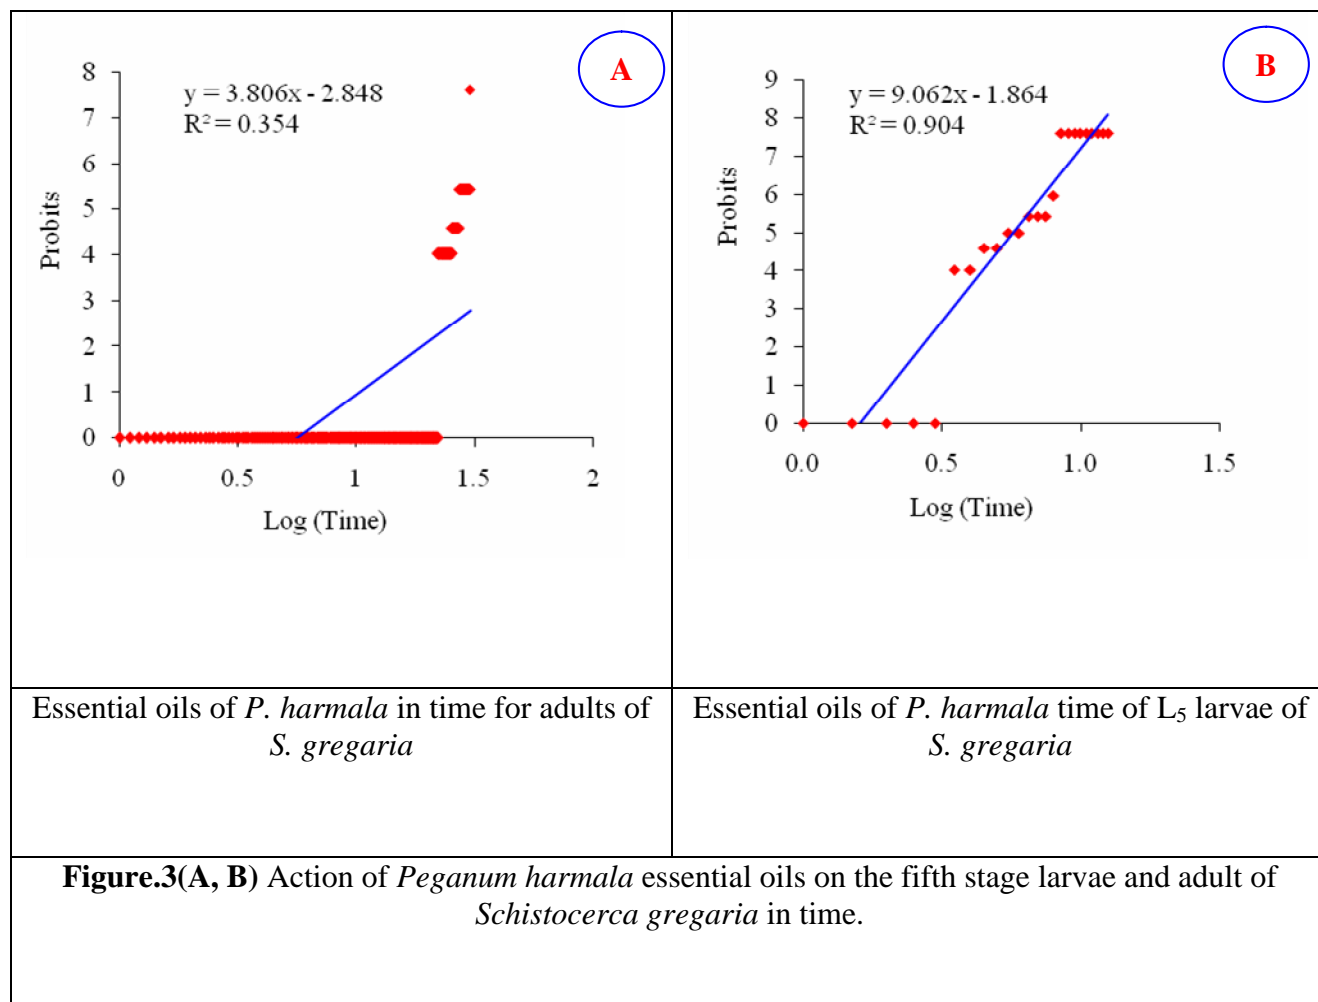 A
y = 3.806x - 2.848
R² = 0.354
8
7
6
5
4
3
2
1
0
Probits
0 0.5 1 1.5 2
Log (Time)
B
y = 9.062x - 1.864
R² = 0.904
9
8
7
6
5
4
3
2
1
0
Probits
0.0 0.5 1.0 1.5
Log (Time)
Essential oils of P. harmala in time for adults of
S. gregaria
Essential oils of P. harmala time of L₅ larvae of
S. gregaria
Figure.3(A, B) Action of Peganum harmala essential oils on the fifth stage larvae and adult of
Schistocerca gregaria in time.